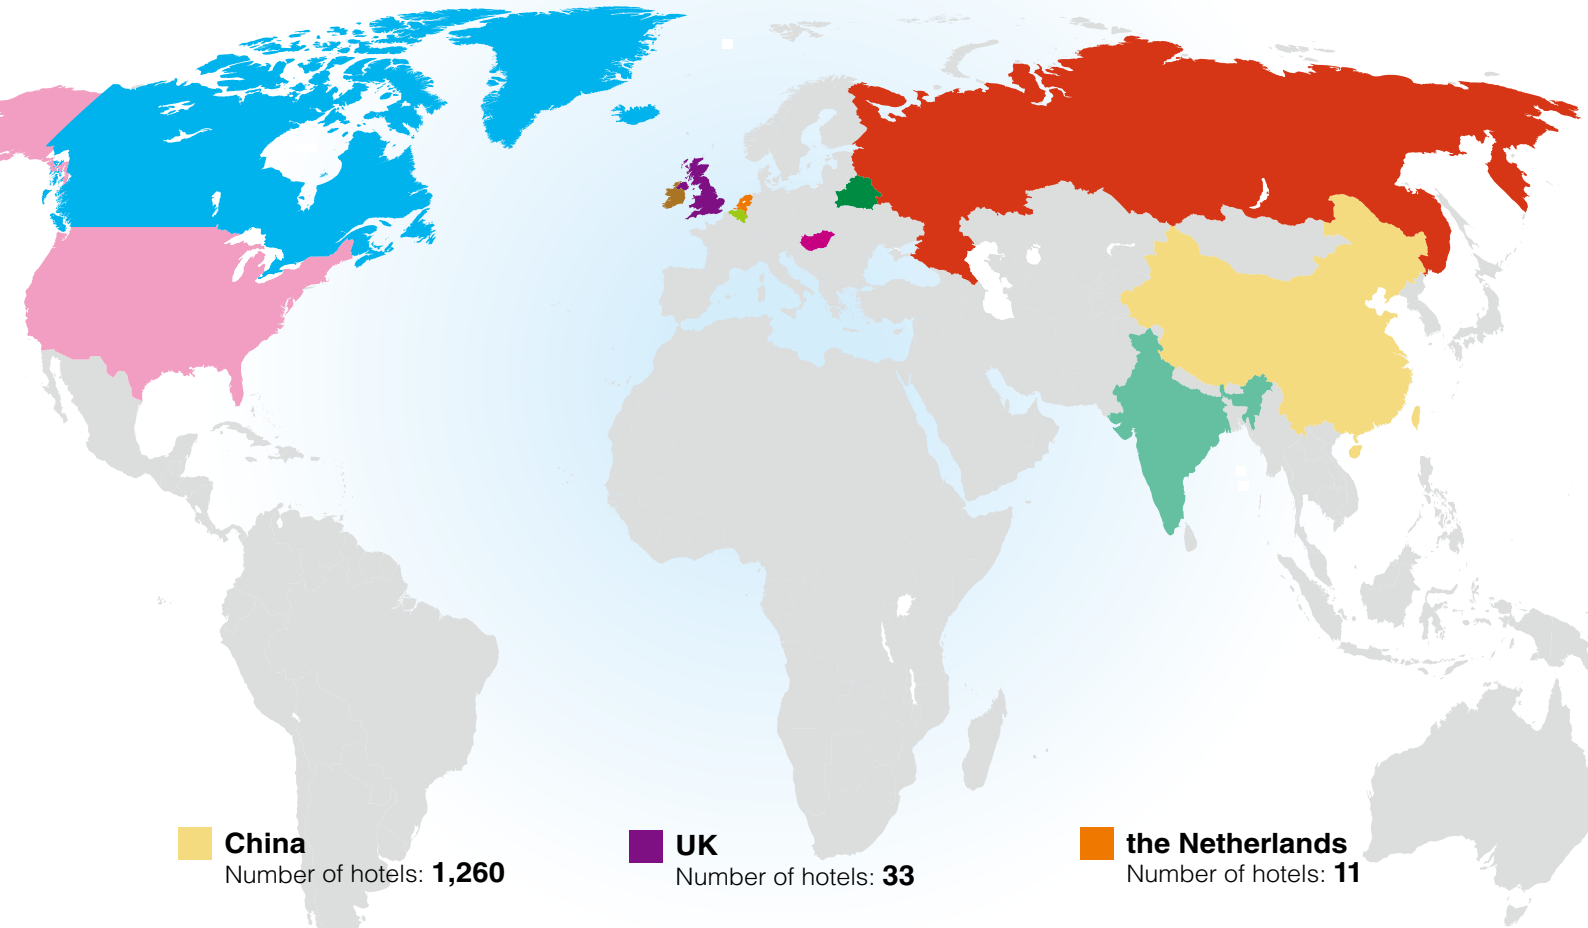 China
Number of hotels: 1,260
UK
Number of hotels: 33
the Netherlands
Number of hotels: 11